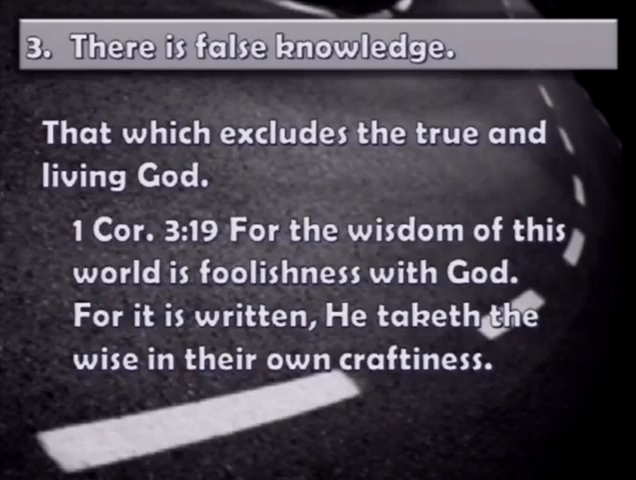 3. There is false knowledge.
That which excludes the true and
living God.
1 Cor. 3:19 For the wisdom of this
world is foolishness with God.
For it is written, He taketh the
wise in their own craftiness.